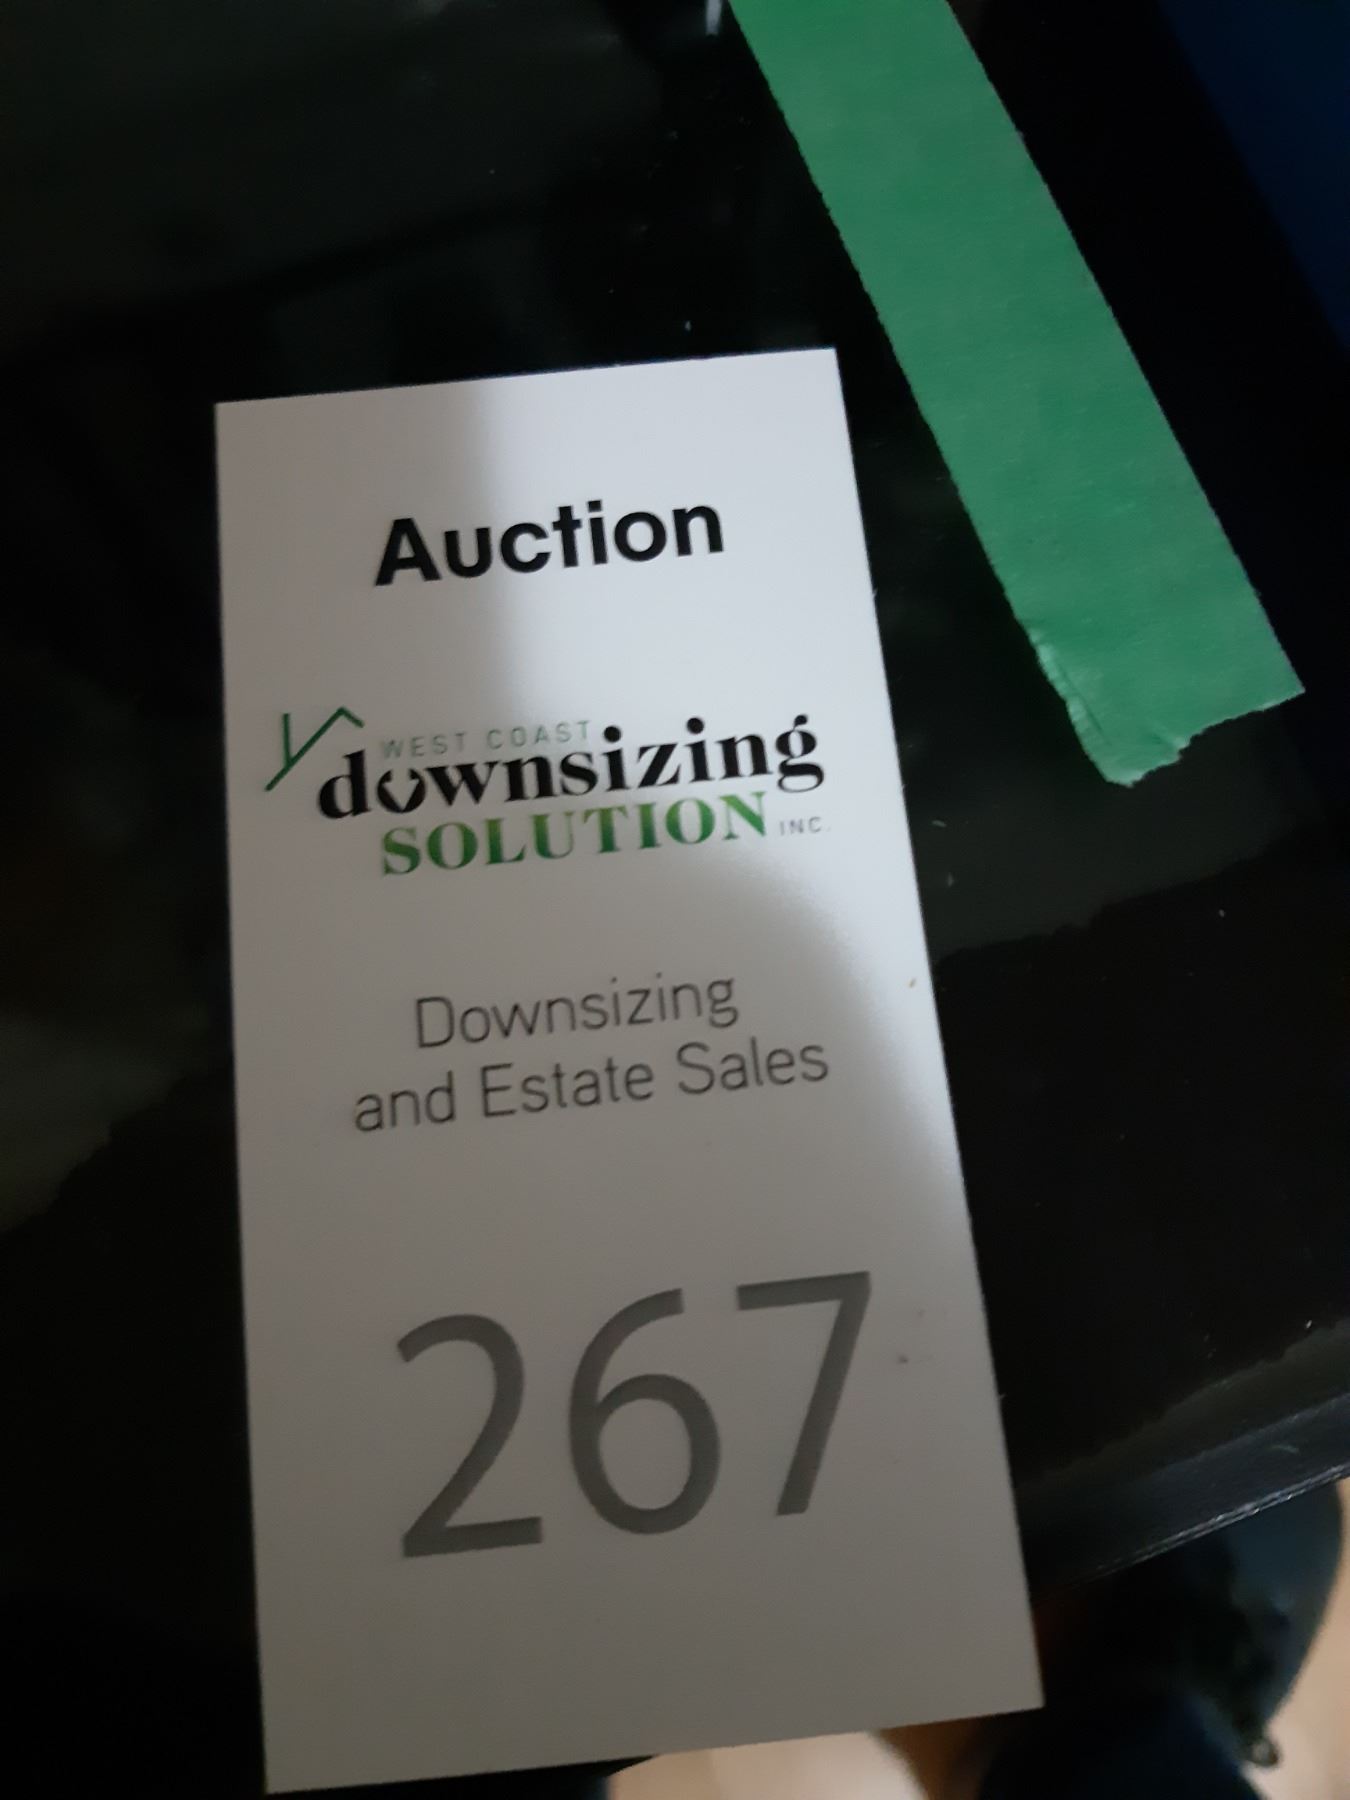 Auction
WEST COAST
downsizing
SOLUTION INC.
Downsizing
and Estate Sales
267